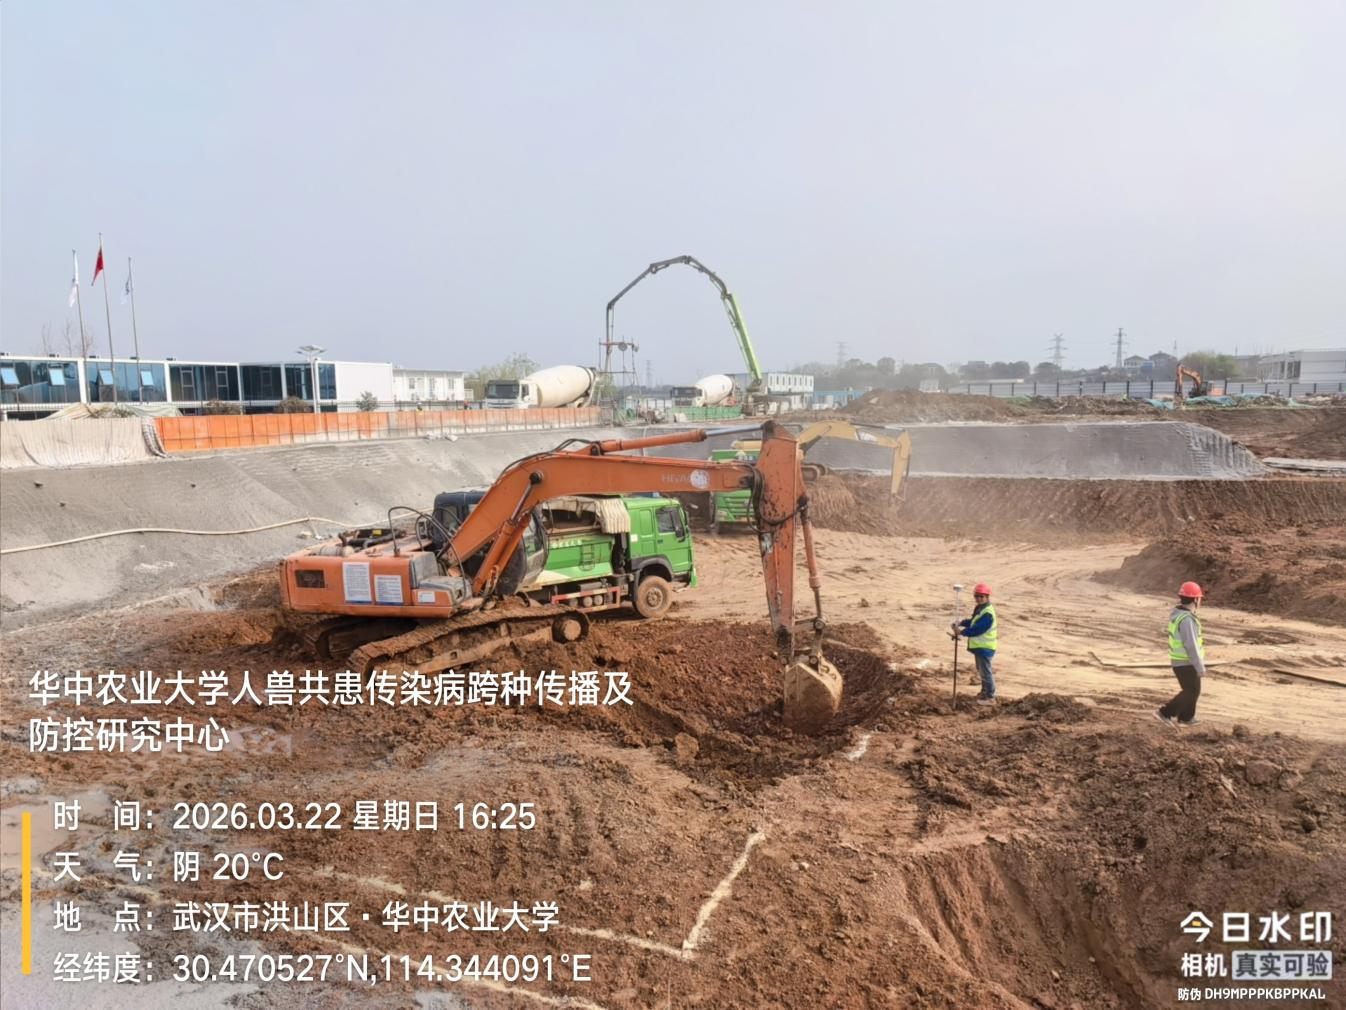 华中农业大学人兽共患传染病跨种传播及
防控研究中心
时 间：2026.03.22 星期日 16:25
天 气：阴 20°C
地 点：武汉市洪山区·华中农业大学
经纬度：30.470527°N,114.344091°E
今日水印
相机 真实可验
防伪 DH9MPPPKBPPKAL